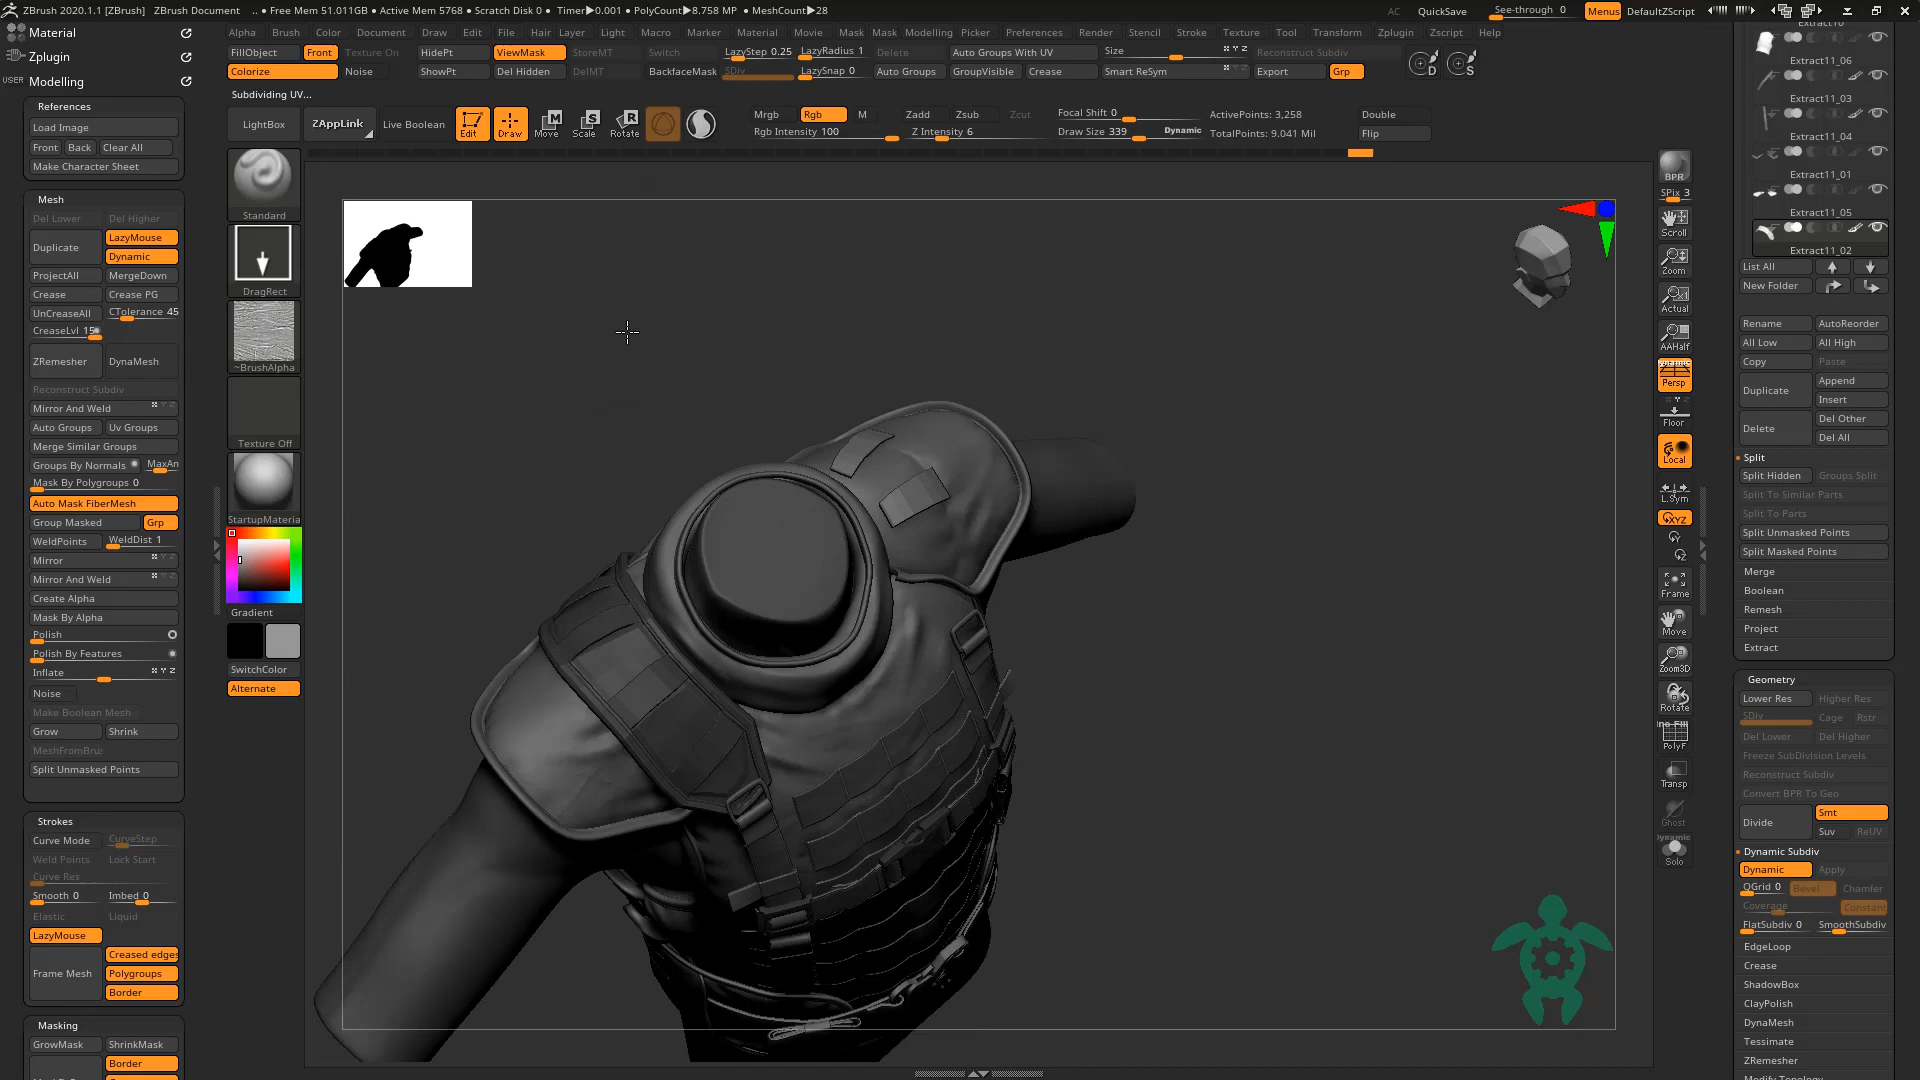 ZBrush 2020.1.1 [ZBrush] ZBrush Document .. • Free Mem 51.011GB • Active Mem 5768 • Scratch Disk 0 • Timer▶0.001 • PolyCount▶8.758 MP • MeshCount▶28 AC QuickSave See-through 0 Menus DefaultZScript
Alpha Brush Color Document Draw Edit File Hair Layer Light Macro Marker Material Movie Mask Mask Modelling Picker Preferences Render Stencil Stroke Texture Tool Transform Zplugin Zscript Help
FillObject Front Texture On HidePt ViewMask StoreMT Switch LazyStep 0.25 LazyRadius 1 Delete Auto Groups With UV Size Reconstruct Subdiv
Colorize Noise ShowPt Del Hidden DelMT BackfaceMask SDiv LazySnap 0 Auto Groups GroupVisible Crease Smart ReSym Export Grp
Subdividing UV...
LightBox ZAppLink Live Boolean Edit Draw Move Scale Rotate
Mrgb Rgb M Zadd Zsub Zcut Focal Shift 0 ActivePoints: 3,258 Double
Rgb Intensity 100 Z Intensity 6 Draw Size 339 Dynamic TotalPoints: 9.041 Mil Flip
Material
Zplugin
USER Modelling
References
Load Image
Front Back Clear All
Make Character Sheet
Mesh
Del Lower Del Higher
Duplicate LazyMouse
Dynamic
ProjectAll MergeDown
Crease Crease PG
UnCreaseAll CTolerance 45
CreaseLvl 15
ZRemesher DynaMesh
Reconstruct Subdiv
Mirror And Weld
Auto Groups Uv Groups
Merge Similar Groups
Groups By Normals MaxAn
Mask By Polygroups 0
Auto Mask FiberMesh
Group Masked Grp
WeldPoints WeldDist 1
Mirror
Mirror And Weld
Create Alpha
Mask By Alpha
Polish
Polish By Features
Inflate
Noise
Make Boolean Mesh
Grow Shrink
MeshFromBru
Split Unmasked Points
Strokes
Curve Mode CurveStep
Weld Points Lock Start
Curve Res
Smooth 0 Imbed 0
Elastic Liquid
LazyMouse
Frame Mesh Creased edges
Polygroups
Border
Masking
GrowMask ShrinkMask
Border
Standard
DragRect
~BrushAlpha
Texture Off
StartupMateria
Gradient
SwitchColor
Alternate
BPR
SPix 3
Scroll
Zoom
Actual
AAHalf
Dynamic
Persp
Floor
Local
L.Sym
XYZ
Frame
Move
Zoom3D
Rotate
Line Fill
PolyF
Transp
Ghost
Dynamic
Solo
Extract10
Extract11_06
Extract11_03
Extract11_04
Extract11_01
Extract11_05
Extract11_02
List All
New Folder
Rename AutoReorder
All Low All High
Copy Paste
Duplicate Append
Insert
Delete Del Other
Del All
Split
Split Hidden Groups Split
Split To Similar Parts
Split To Parts
Split Unmasked Points
Split Masked Points
Merge
Boolean
Remesh
Project
Extract
Geometry
Lower Res Higher Res
SDiv Cage Rstr
Del Lower Del Higher
Freeze SubDivision Levels
Reconstruct Subdiv
Convert BPR To Geo
Divide Smt
Suv ReUV
Dynamic Subdiv
Dynamic Apply
QGrid 0 Bevel Chamfer
Coverage Constant
FlatSubdiv 0 SmoothSubdiv
EdgeLoop
Crease
ShadowBox
ClayPolish
DynaMesh
Tessimate
ZRemesher
Modify Topology